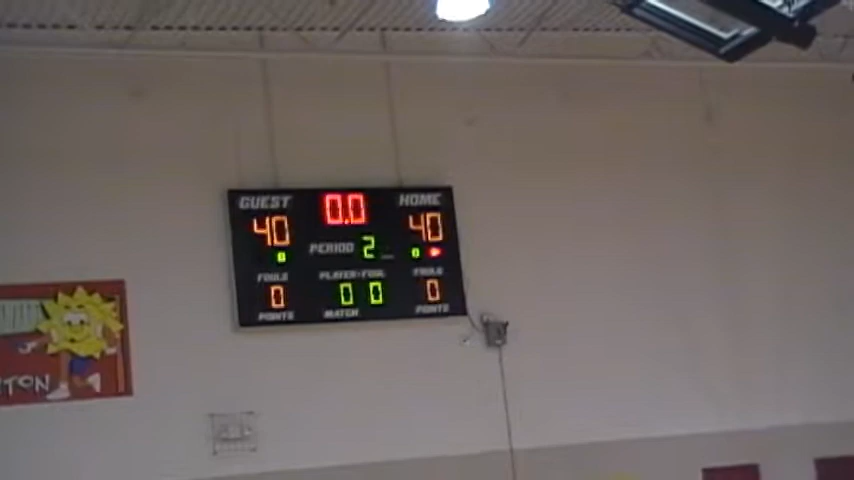 GUEST 0.0 HOME
40 40
PERIOD 2
0 0
FOULS PLAYER-FOUL FOULS
0 0 0 0
POINTS MATCH POINTS
TON